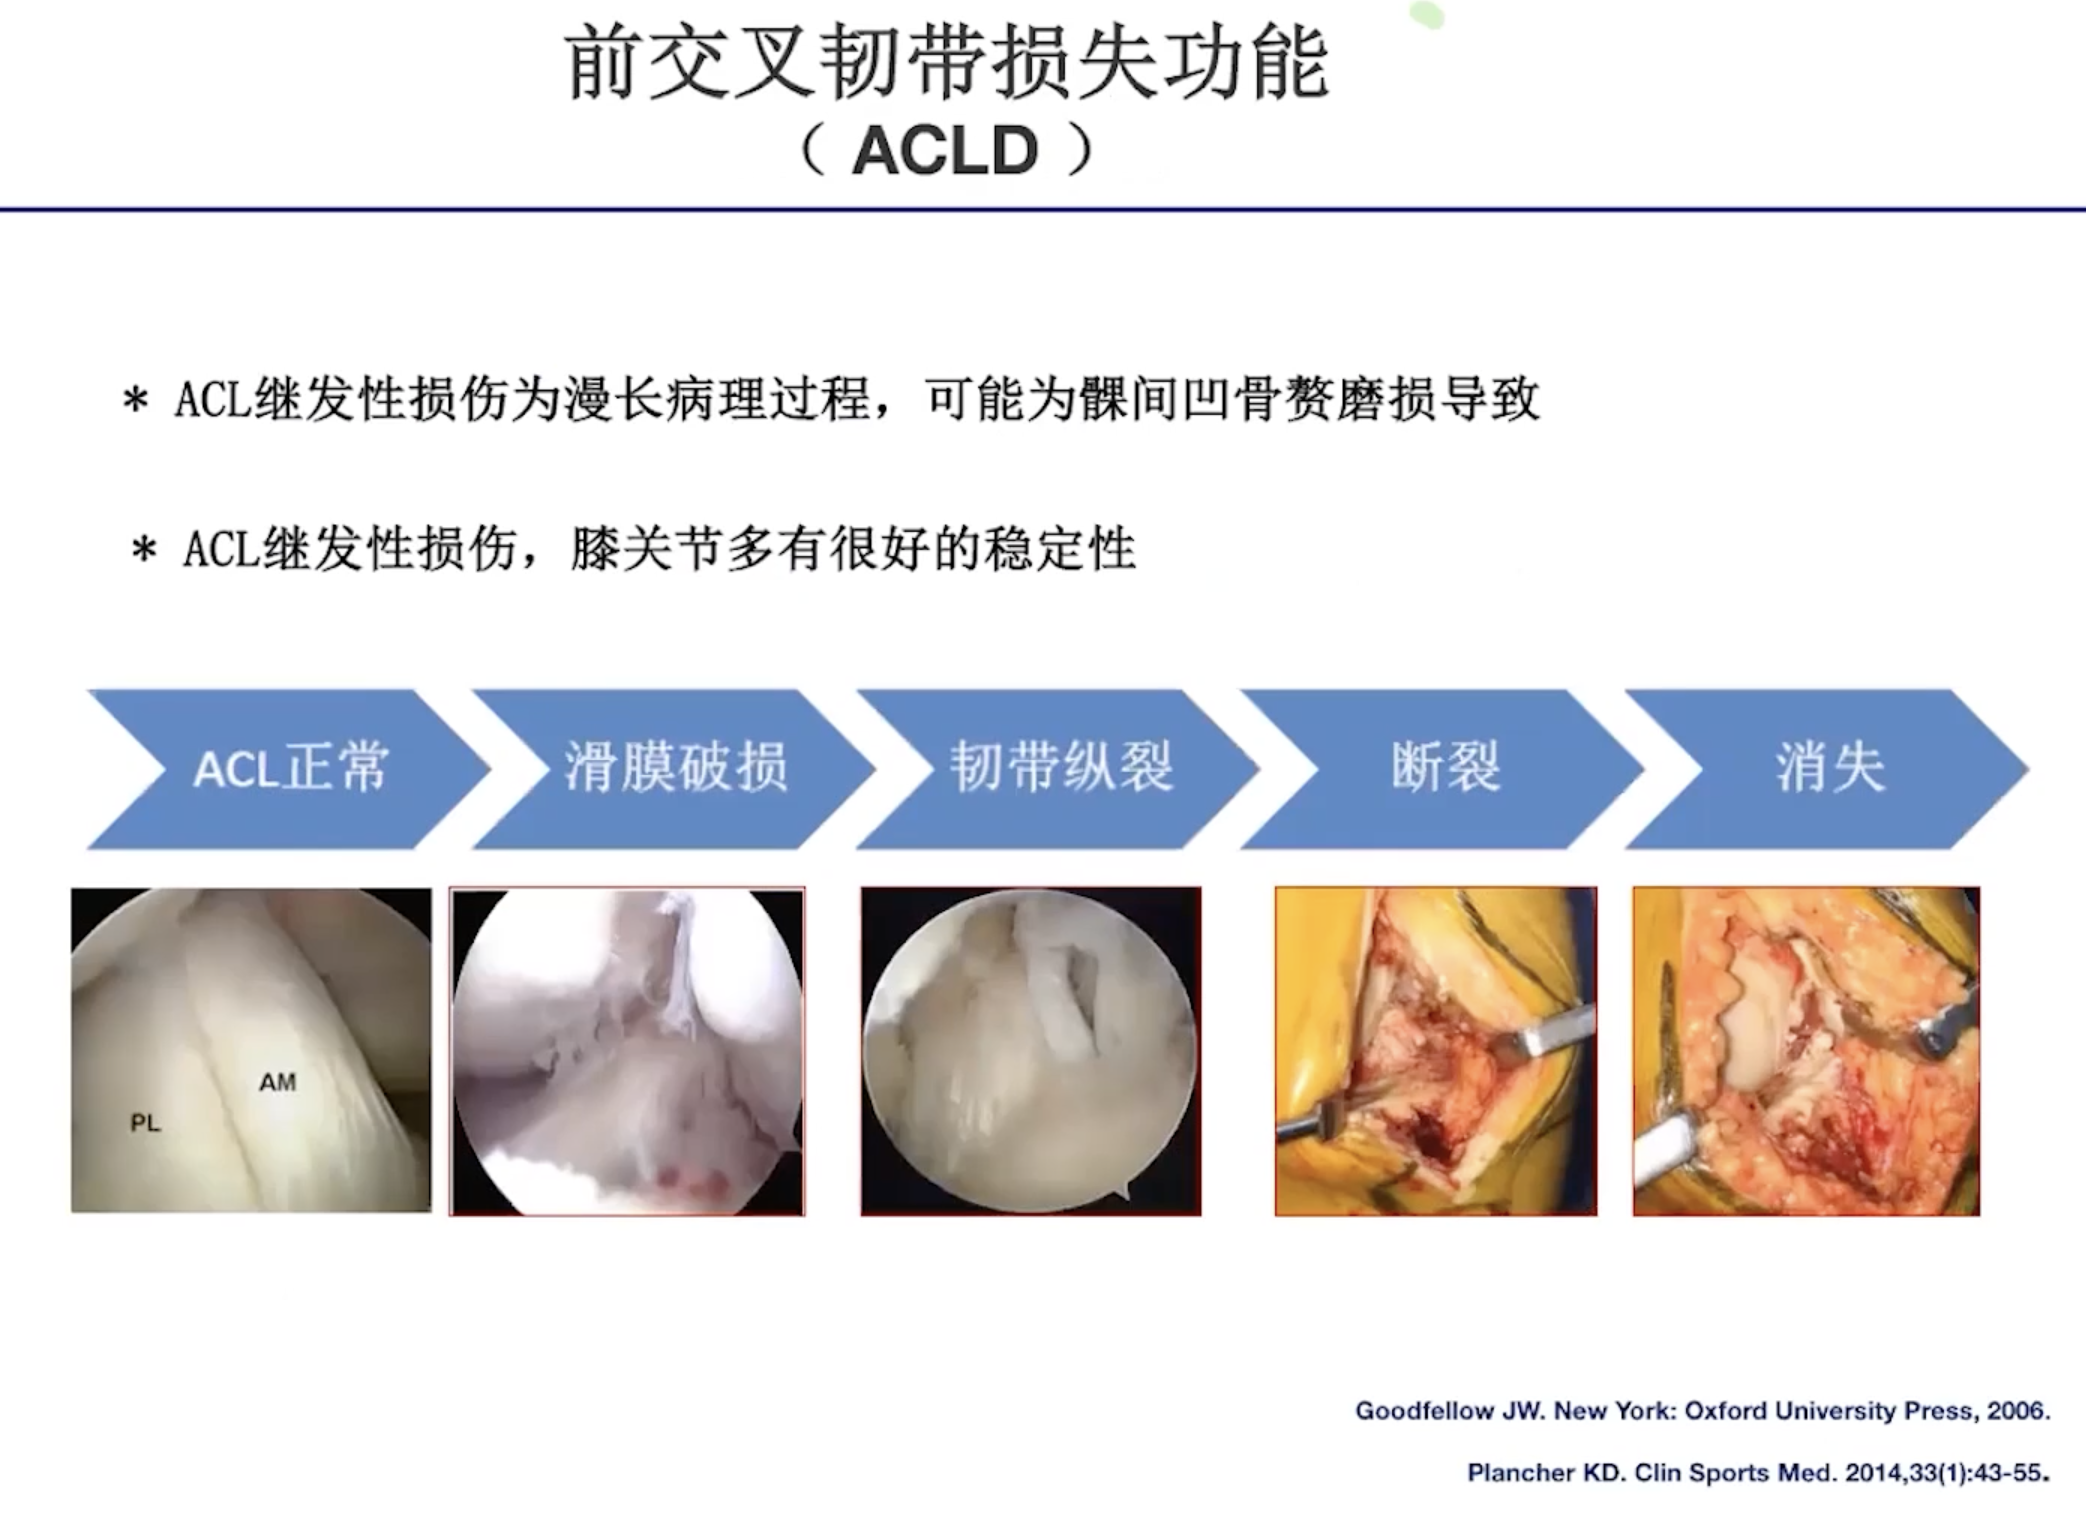 前交叉韧带损失功能
（ ACLD ）
* ACL继发性损伤为漫长病理过程，可能为髁间凹骨赘磨损导致
* ACL继发性损伤，膝关节多有很好的稳定性
ACL正常
滑膜破损
韧带纵裂
断裂
消失
PL
AM
Goodfellow JW. New York: Oxford University Press, 2006.
Plancher KD. Clin Sports Med. 2014,33(1):43-55.